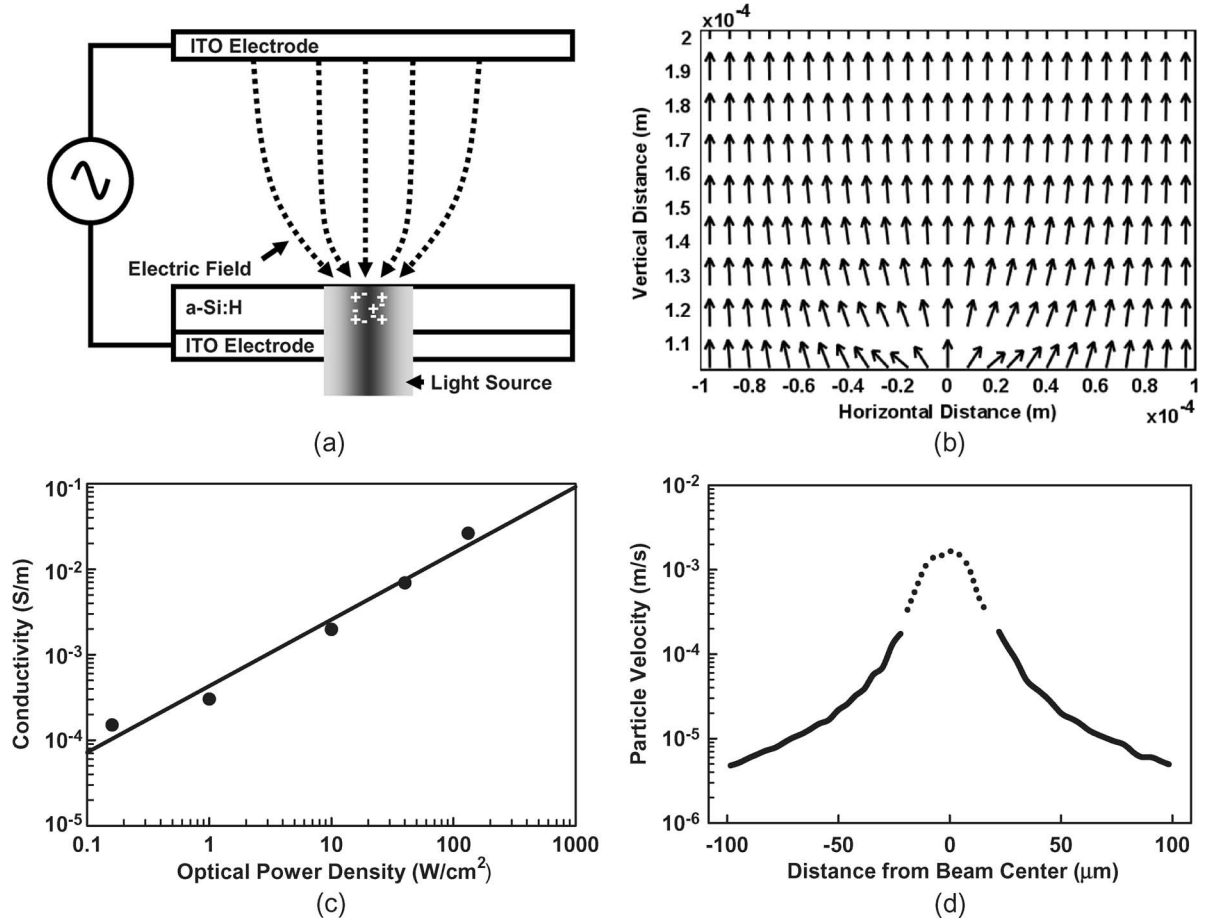 ITO Electrode
Electric Field
a-Si:H
+ -
+
-
+
-
+ -
+
ITO Electrode
Light Source
(a)
x10-4
2
1.9
1.8
1.7
1.6
1.5
1.4
1.3
1.2
1.1
Vertical Distance (m)
-1 -0.8 -0.6 -0.4 -0.2 0 0.2 0.4 0.6 0.8 1
Horizontal Distance (m)
x10-4
(b)
10-1
10-2
10-3
10-4
10-5
Conductivity (S/m)
0.1 1 10 100 1000
Optical Power Density (W/cm2)
(c)
10-2
10-3
10-4
10-5
10-6
Particle Velocity (m/s)
-100 -50 0 50 100
Distance from Beam Center (μm)
(d)